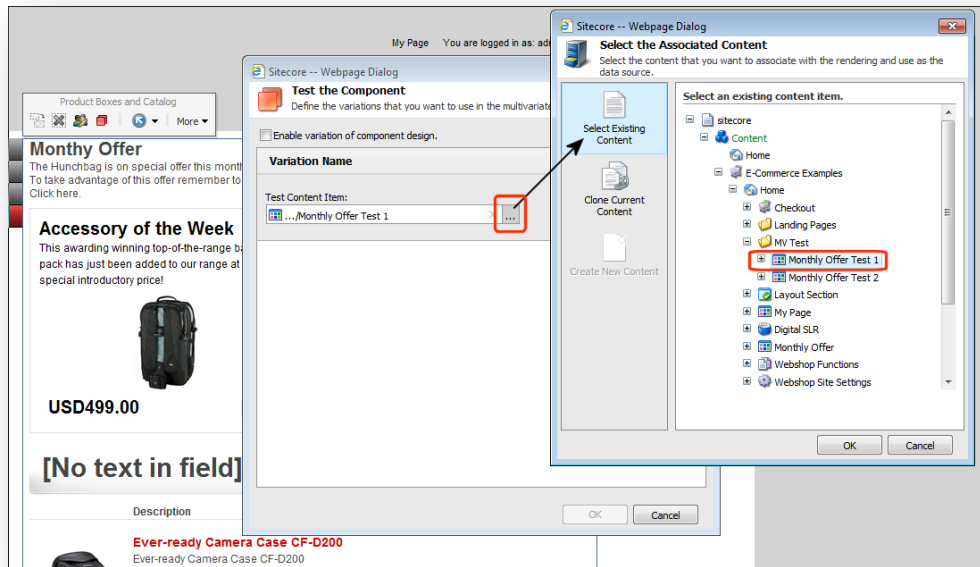 My Page You are logged in as: adr
Product Boxes and Catalog
More
Monthy Offer
The Hunchbag is on special offer this month
To take advantage of this offer remember to
Click here.
Accessory of the Week
This awarding winning top-of-the-range ba
pack has just been added to our range at
special introductory price!
USD499.00
[No text in field]
Description
Ever-ready Camera Case CF-D200
Ever-ready Camera Case CF-D200
Sitecore -- Webpage Dialog
Test the Component
Define the variations that you want to use in the multivariate
Enable variation of component design.
Variation Name
Test Content Item:
.../Monthly Offer Test 1
...
OK Cancel
Sitecore -- Webpage Dialog
Select the Associated Content
Select the content that you want to associate with the rendering and use as the
data source.
Select Existing
Content
Clone Current
Content
Create New Content
Select an existing content item.
sitecore
Content
Home
E-Commerce Examples
Home
Checkout
Landing Pages
MV Test
Monthly Offer Test 1
Monthly Offer Test 2
Layout Section
My Page
Digital SLR
Monthly Offer
Webshop Functions
Webshop Site Settings
OK Cancel